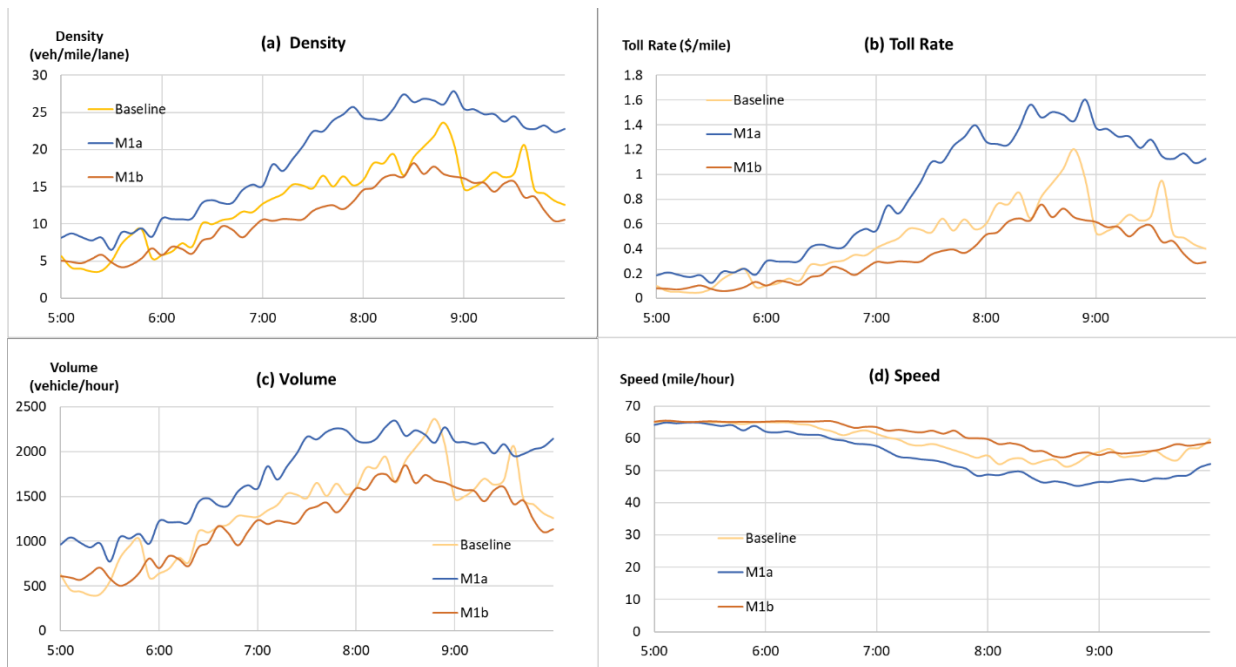 Density
(veh/mile/lane)
(a) Density
30
25
20
15
10
5
0
Baseline
M1a
M1b
5:00 6:00 7:00 8:00 9:00
Toll Rate ($/mile)
(b) Toll Rate
1.8
1.6
1.4
1.2
1
0.8
0.6
0.4
0.2
0
Baseline
M1a
M1b
5:00 6:00 7:00 8:00 9:00
Volume
(vehicle/hour)
(c) Volume
2500
2000
1500
1000
500
0
Baseline
M1a
M1b
5:00 6:00 7:00 8:00 9:00
Speed (mile/hour)
(d) Speed
70
60
50
40
30
20
10
0
Baseline
M1a
M1b
5:00 6:00 7:00 8:00 9:00